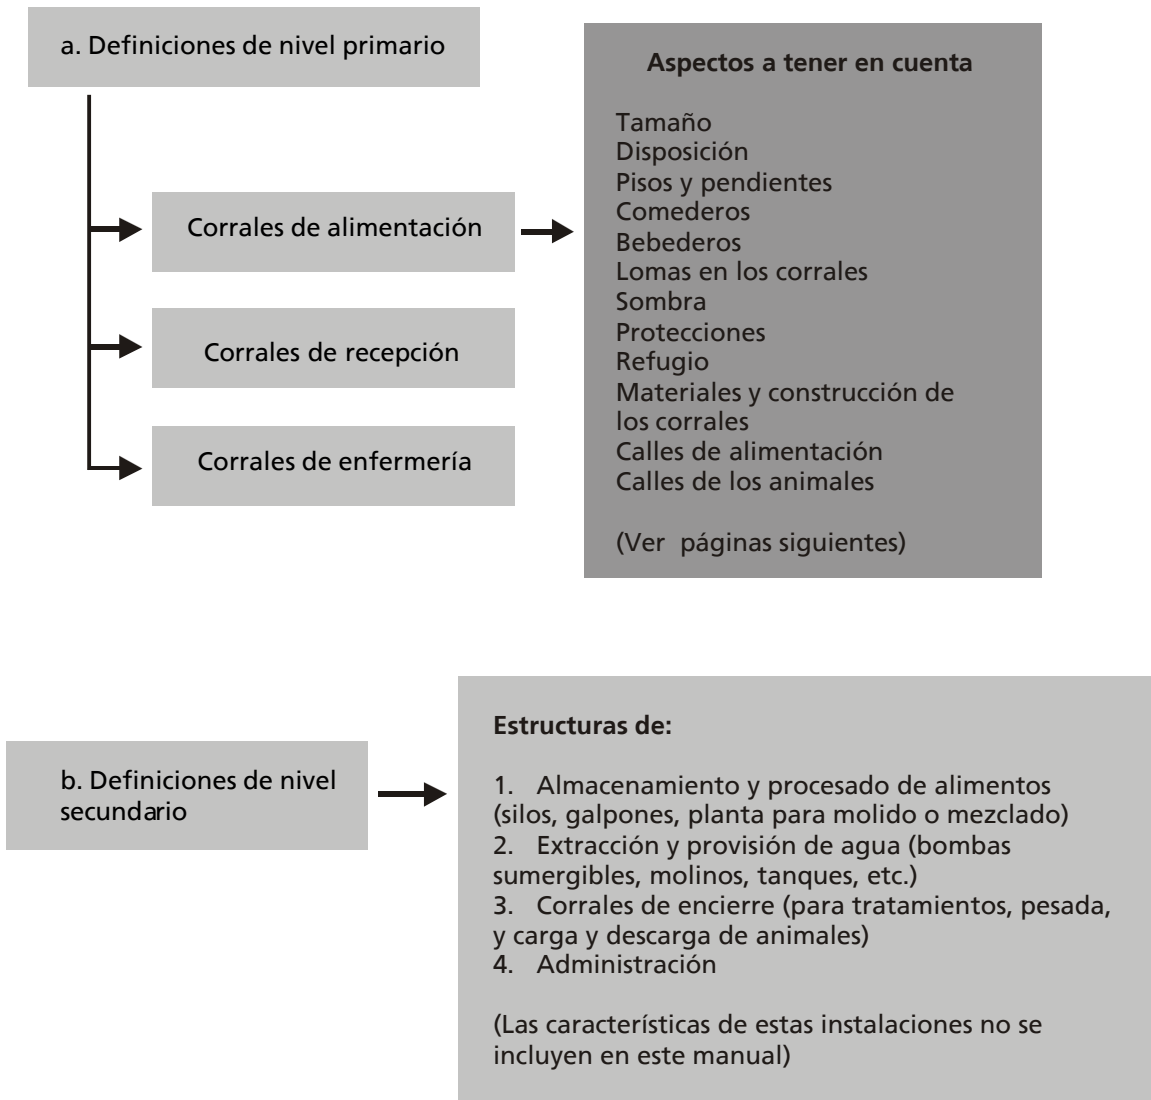 a. Definiciones de nivel primario
Corrales de alimentación
Corrales de recepción
Corrales de enfermería
Aspectos a tener en cuenta
Tamaño
Disposición
Pisos y pendientes
Comederos
Bebederos
Lomas en los corrales
Sombra
Protecciones
Refugio
Materiales y construcción de
los corrales
Calles de alimentación
Calles de los animales
(Ver páginas siguientes)
b. Definiciones de nivel
secundario
Estructuras de:
1. Almacenamiento y procesado de alimentos
(silos, galpones, planta para molido o mezclado)
2. Extracción y provisión de agua (bombas
sumergibles, molinos, tanques, etc.)
3. Corrales de encierre (para tratamientos, pesada,
y carga y descarga de animales)
4. Administración
(Las características de estas instalaciones no se
incluyen en este manual)